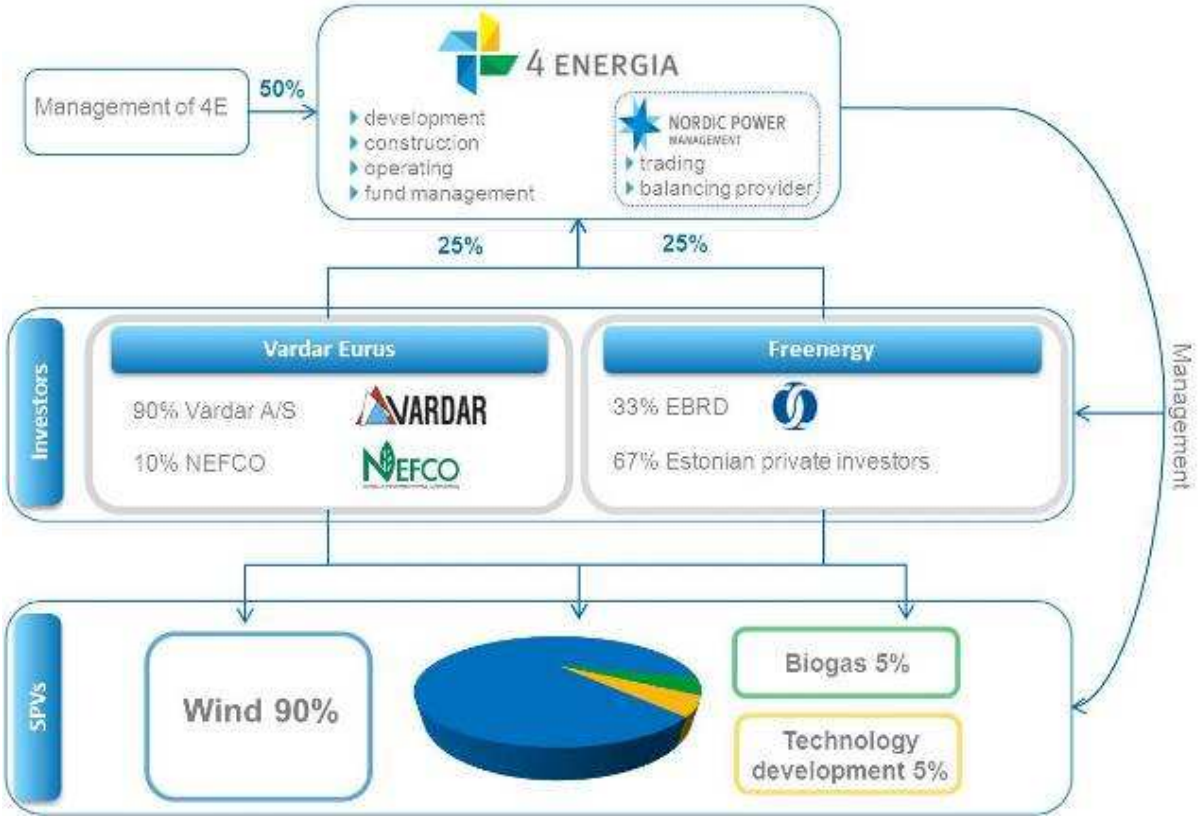 4 ENERGIA
50%
Management of 4E
development
construction
operating
fund management
NORDIC POWER
MANAGEMENT
trading
balancing provider
25%
25%
Investors
Vardar Eurus
90% Vardar A/S
VARDAR
10% NEFCO
NEFCO
Freenergy
33% EBRD
67% Estonian private investors
Management
SPVs
Wind 90%
Biogas 5%
Technology
development 5%